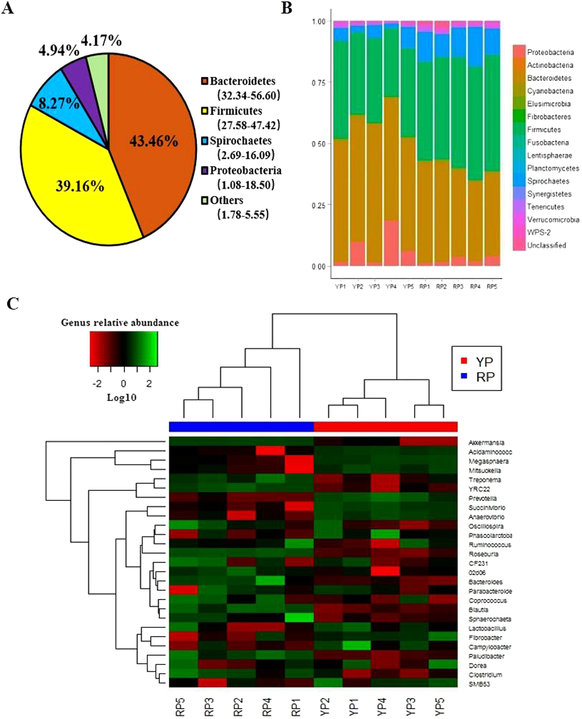 A
4.17%
4.94%
8.27%
43.46%
39.16%
Bacteroidetes
(32.34-56.60)
Firmicutes
(27.58-47.42)
Spirochaetes
(2.69-16.09)
Proteobacteria
(1.08-18.50)
Others
(1.78-5.55)
B
1.00
0.75
0.50
0.25
0.00
YP1 YP2 YP3 YP4 YP5 RP1 RP2 RP3 RP4 RP5
Proteobacteria
Actinobacteria
Bacteroidetes
Cyanobacteria
Elusimicrobia
Fibrobacteres
Firmicutes
Fusobacteria
Lentisphaerae
Planctomycetes
Spirochaetes
Synergistetes
Tenericutes
Verrucomicrobia
WPS-2
Unclassified
C
Genus relative abundance
-2 0 2
Log10
YP
RP
Akkermansia
Acidaminococc
Megasphaera
Mitsuokella
Treponema
YRC22
Prevotella
Succinivibrio
Anaerovibrio
Oscillospira
Phascolarctoba
Ruminococcus
Roseburia
CF231
02d06
Bacteroides
Parabacteroide
Coprococcus
Blautia
Sphaerochaeta
Lactobacillus
Fibrobacter
Campylobacter
Paludibacter
Dorea
Clostridium
SMB53
RP5 RP3 RP2 RP4 RP1 YP2 YP1 YP4 YP3 YP5